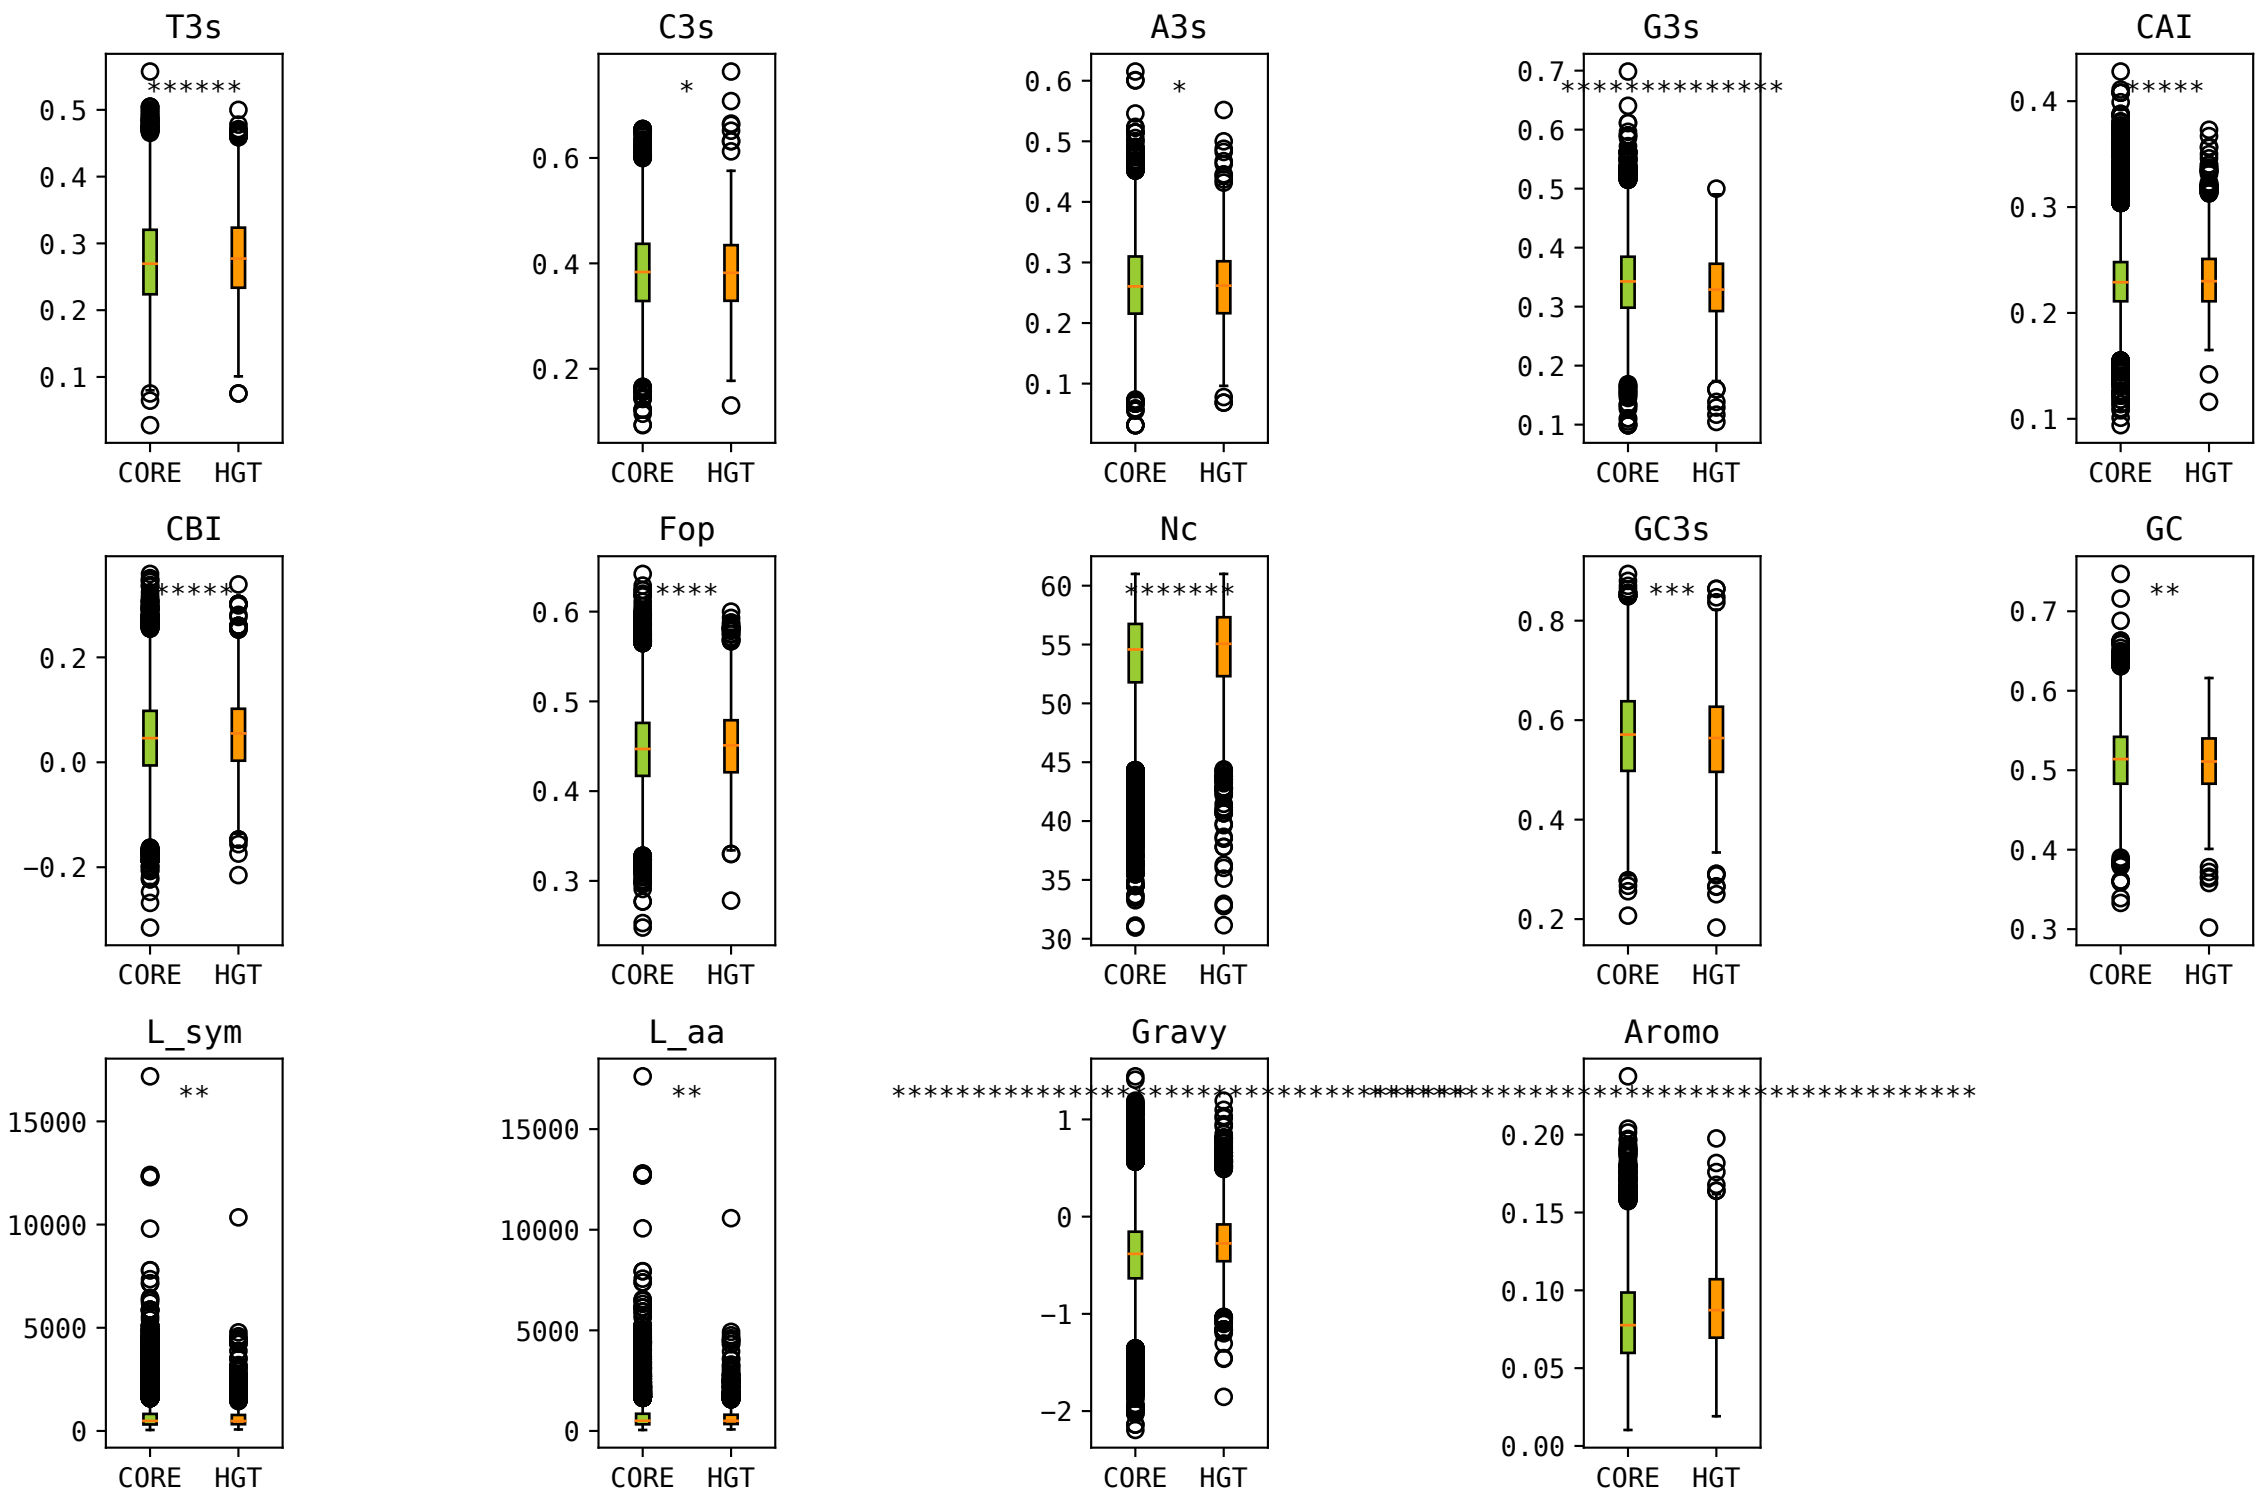 T3s
******
0.5
0.4
0.3
0.2
0.1
CORE HGT
C3s
*
0.6
0.4
0.2
CORE HGT
A3s
*
0.6
0.5
0.4
0.3
0.2
0.1
CORE HGT
G3s
**************
0.7
0.6
0.5
0.4
0.3
0.2
0.1
CORE HGT
CAI
*****
0.4
0.3
0.2
0.1
CORE HGT
CBI
*****
0.2
0.0
−0.2
CORE HGT
Fop
****
0.6
0.5
0.4
0.3
CORE HGT
Nc
*******
60
55
50
45
40
35
30
CORE HGT
GC3s
***
0.8
0.6
0.4
0.2
CORE HGT
GC
**
0.7
0.6
0.5
0.4
0.3
CORE HGT
L_sym
**
15000
10000
5000
0
CORE HGT
L_aa
**
15000
10000
5000
0
CORE HGT
Gravy
1
0
−1
−2
CORE HGT
Aromo
0.20
0.15
0.10
0.05
0.00
CORE HGT